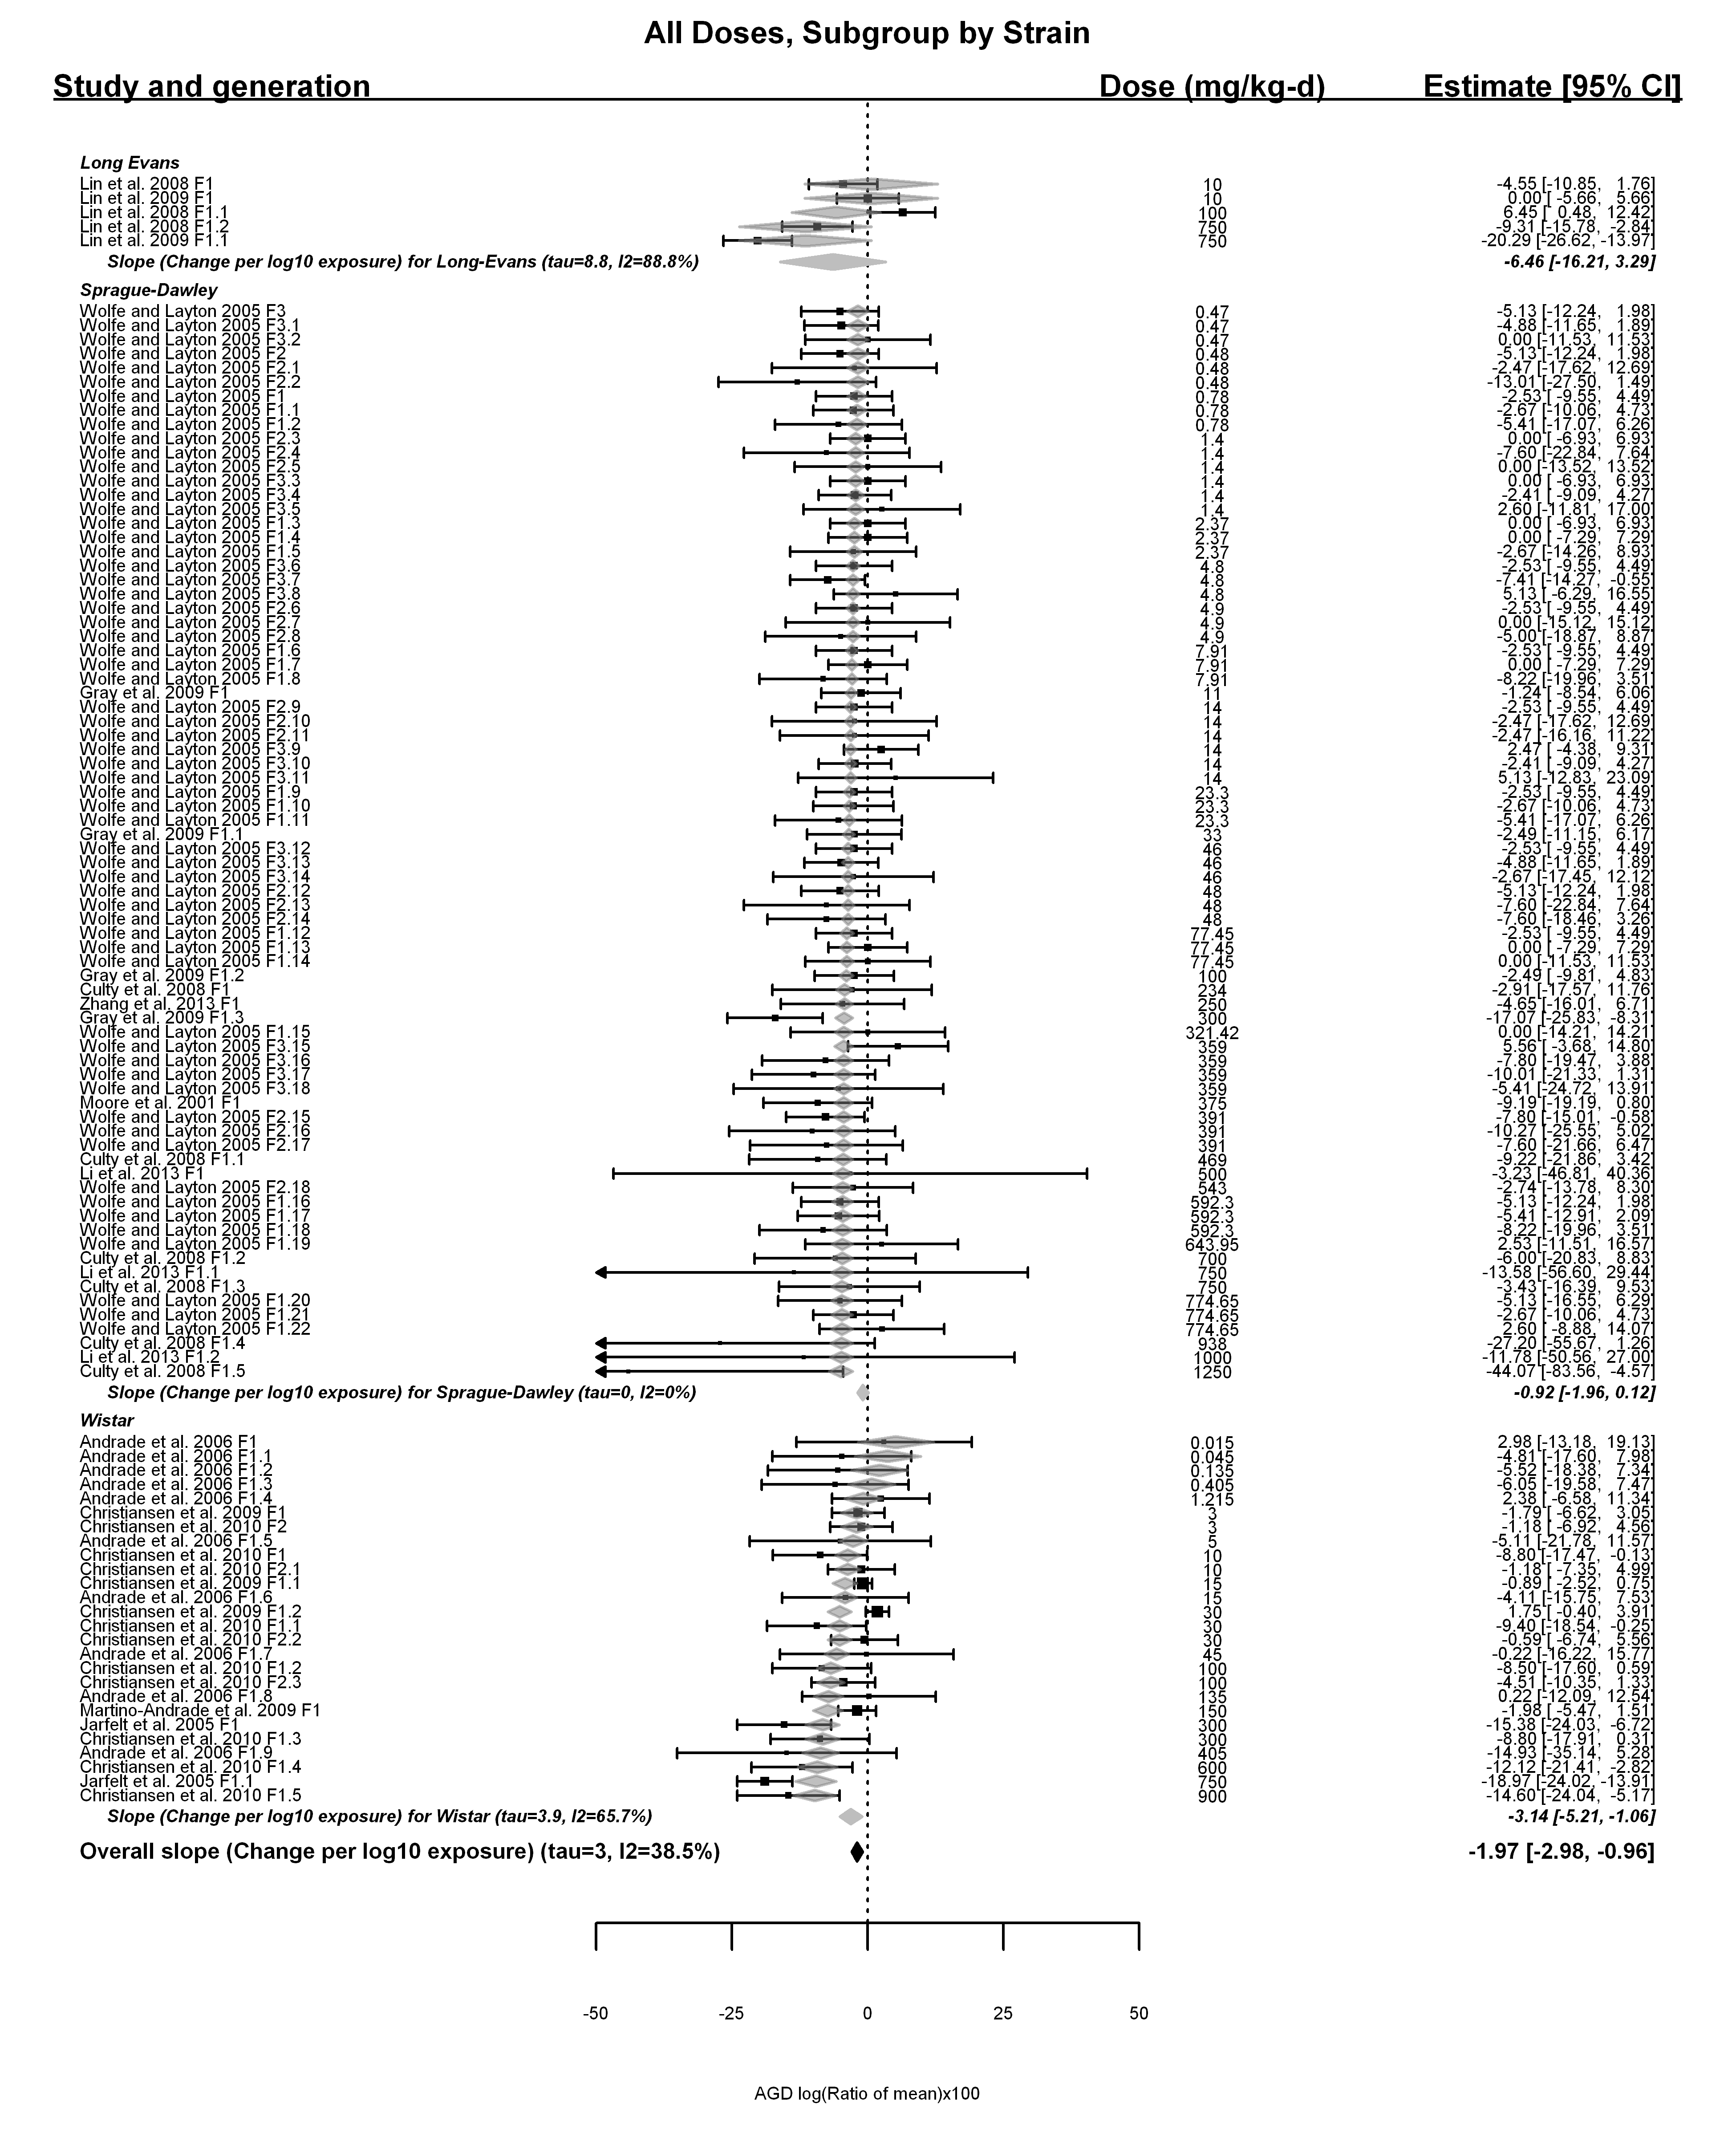 All Doses, Subgroup by Strain
Study and generation Dose (mg/kg-d) Estimate [95% CI]
Long Evans
Lin et al. 2008 F1 10 -4.55 [-10.85, 1.76]
Lin et al. 2009 F1 10 0.00 [ -5.66, 5.66]
Lin et al. 2008 F1.1 100 6.45 [ 0.48, 12.42]
Lin et al. 2008 F1.2 750 -9.31 [-15.78, -2.84]
Lin et al. 2009 F1.1 750 -20.29 [-26.62, -13.97]
Slope (Change per log10 exposure) for Long-Evans (tau=8.8, I2=88.8%) -6.46 [-16.21, 3.29]
Sprague-Dawley
Wolfe and Layton 2005 F3 0.47 -5.13 [-12.24, 1.98]
Wolfe and Layton 2005 F3.1 0.47 -4.88 [-11.65, 1.89]
Wolfe and Layton 2005 F3.2 0.47 0.00 [-11.53, 11.53]
Wolfe and Layton 2005 F2 0.48 -5.13 [-12.24, 1.98]
Wolfe and Layton 2005 F2.1 0.48 -2.47 [-17.62, 12.69]
Wolfe and Layton 2005 F2.2 0.48 -13.01 [-27.50, 1.49]
Wolfe and Layton 2005 F1 0.78 -2.53 [ -9.55, 4.49]
Wolfe and Layton 2005 F1.1 0.78 -2.67 [-10.06, 4.73]
Wolfe and Layton 2005 F1.2 0.78 -5.41 [-17.07, 6.26]
Wolfe and Layton 2005 F2.3 1.4 0.00 [ -6.93, 6.93]
Wolfe and Layton 2005 F2.4 1.4 -7.60 [-22.84, 7.64]
Wolfe and Layton 2005 F2.5 1.4 0.00 [-13.52, 13.52]
Wolfe and Layton 2005 F3.3 1.4 0.00 [ -6.93, 6.93]
Wolfe and Layton 2005 F3.4 1.4 -2.41 [ -9.09, 4.27]
Wolfe and Layton 2005 F3.5 1.4 2.60 [-11.81, 17.00]
Wolfe and Layton 2005 F1.3 2.37 0.00 [ -6.93, 6.93]
Wolfe and Layton 2005 F1.4 2.37 0.00 [ -7.29, 7.29]
Wolfe and Layton 2005 F1.5 2.37 -2.67 [-14.26, 8.93]
Wolfe and Layton 2005 F3.6 4.8 -2.53 [ -9.55, 4.49]
Wolfe and Layton 2005 F3.7 4.8 -7.41 [-14.27, -0.55]
Wolfe and Layton 2005 F3.8 4.8 5.13 [ -6.29, 16.55]
Wolfe and Layton 2005 F2.6 4.9 -2.53 [ -9.55, 4.49]
Wolfe and Layton 2005 F2.7 4.9 0.00 [-15.12, 15.12]
Wolfe and Layton 2005 F2.8 4.9 -5.00 [-18.87, 8.87]
Wolfe and Layton 2005 F1.6 7.91 -2.53 [ -9.55, 4.49]
Wolfe and Layton 2005 F1.7 7.91 0.00 [ -7.29, 7.29]
Wolfe and Layton 2005 F1.8 7.91 -8.22 [-19.96, 3.51]
Gray et al. 2009 F1 11 -1.24 [ -8.54, 6.06]
Wolfe and Layton 2005 F2.9 14 -2.53 [ -9.55, 4.49]
Wolfe and Layton 2005 F2.10 14 -2.47 [-17.62, 12.69]
Wolfe and Layton 2005 F2.11 14 -2.47 [-16.16, 11.22]
Wolfe and Layton 2005 F3.9 14 2.47 [ -4.38, 9.31]
Wolfe and Layton 2005 F3.10 14 -2.41 [ -9.09, 4.27]
Wolfe and Layton 2005 F3.11 14 5.13 [-12.83, 23.09]
Wolfe and Layton 2005 F1.9 23.3 -2.53 [ -9.55, 4.49]
Wolfe and Layton 2005 F1.10 23.3 -2.67 [-10.06, 4.73]
Wolfe and Layton 2005 F1.11 23.3 -5.41 [-17.07, 6.26]
Gray et al. 2009 F1.1 33 -2.49 [-11.15, 6.17]
Wolfe and Layton 2005 F3.12 46 -2.53 [ -9.55, 4.49]
Wolfe and Layton 2005 F3.13 46 -4.88 [-11.65, 1.89]
Wolfe and Layton 2005 F3.14 46 -2.67 [-17.45, 12.12]
Wolfe and Layton 2005 F2.12 48 -5.13 [-12.24, 1.98]
Wolfe and Layton 2005 F2.13 48 -7.60 [-22.84, 7.64]
Wolfe and Layton 2005 F2.14 48 -7.60 [-18.46, 3.26]
Wolfe and Layton 2005 F1.12 77.45 -2.53 [ -9.55, 4.49]
Wolfe and Layton 2005 F1.13 77.45 0.00 [ -7.29, 7.29]
Wolfe and Layton 2005 F1.14 77.45 0.00 [-11.53, 11.53]
Gray et al. 2009 F1.2 100 -2.49 [ -9.81, 4.83]
Culty et al. 2008 F1 234 -2.91 [-17.57, 11.76]
Zhang et al. 2013 F1 250 -4.65 [-16.01, 6.71]
Gray et al. 2009 F1.3 300 -17.07 [-25.83, -8.31]
Wolfe and Layton 2005 F1.15 321.42 0.00 [-14.21, 14.21]
Wolfe and Layton 2005 F3.15 359 5.56 [ -3.68, 14.80]
Wolfe and Layton 2005 F3.16 359 -7.80 [-19.47, 3.88]
Wolfe and Layton 2005 F3.17 359 -10.01 [-21.33, 1.31]
Wolfe and Layton 2005 F3.18 359 -5.41 [-24.72, 13.91]
Moore et al. 2001 F1 375 -9.19 [-19.19, 0.80]
Wolfe and Layton 2005 F2.15 391 -7.80 [-15.01, -0.58]
Wolfe and Layton 2005 F2.16 391 -10.27 [-25.55, 5.02]
Wolfe and Layton 2005 F2.17 391 -7.60 [-21.66, 6.47]
Culty et al. 2008 F1.1 469 -9.22 [-21.86, 3.42]
Li et al. 2013 F1 500 -3.23 [-46.81, 40.36]
Wolfe and Layton 2005 F2.18 543 -2.74 [-13.78, 8.30]
Wolfe and Layton 2005 F1.16 592.3 -5.13 [-12.24, 1.98]
Wolfe and Layton 2005 F1.17 592.3 -5.41 [-12.91, 2.09]
Wolfe and Layton 2005 F1.18 592.3 -8.22 [-19.96, 3.51]
Wolfe and Layton 2005 F1.19 643.95 2.53 [-11.51, 16.57]
Culty et al. 2008 F1.2 700 -6.00 [-20.83, 8.83]
Li et al. 2013 F1.1 750 -13.58 [-56.60, 29.44]
Culty et al. 2008 F1.3 750 -3.43 [-16.39, 9.53]
Wolfe and Layton 2005 F1.20 774.65 -5.13 [-16.55, 6.29]
Wolfe and Layton 2005 F1.21 774.65 -2.67 [-10.06, 4.73]
Wolfe and Layton 2005 F1.22 774.65 2.60 [ -8.88, 14.07]
Culty et al. 2008 F1.4 938 -27.20 [-55.67, 1.26]
Li et al. 2013 F1.2 1000 -11.78 [-50.56, 27.00]
Culty et al. 2008 F1.5 1250 -44.07 [-83.56, -4.57]
Slope (Change per log10 exposure) for Sprague-Dawley (tau=0, I2=0%) -0.92 [-1.96, 0.12]
Wistar
Andrade et al. 2006 F1 0.015 2.98 [-13.18, 19.13]
Andrade et al. 2006 F1.1 0.045 -4.81 [-17.60, 7.98]
Andrade et al. 2006 F1.2 0.135 -5.52 [-18.38, 7.34]
Andrade et al. 2006 F1.3 0.405 -6.05 [-19.58, 7.47]
Andrade et al. 2006 F1.4 1.215 2.38 [ -6.58, 11.34]
Christiansen et al. 2009 F1 3 -1.79 [ -6.62, 3.05]
Christiansen et al. 2010 F2 3 -1.18 [ -6.92, 4.56]
Andrade et al. 2006 F1.5 5 -5.11 [-21.78, 11.57]
Christiansen et al. 2010 F1 10 -8.80 [-17.47, -0.13]
Christiansen et al. 2010 F2.1 10 -1.18 [ -7.35, 4.99]
Christiansen et al. 2009 F1.1 15 -0.89 [ -2.52, 0.75]
Andrade et al. 2006 F1.6 15 -4.11 [-15.75, 7.53]
Christiansen et al. 2009 F1.2 30 1.75 [ -0.40, 3.91]
Christiansen et al. 2010 F1.1 30 -9.40 [-18.54, -0.25]
Christiansen et al. 2010 F2.2 30 -0.59 [ -6.74, 5.56]
Andrade et al. 2006 F1.7 45 -0.22 [-16.22, 15.77]
Christiansen et al. 2010 F1.2 100 -8.50 [-17.60, 0.59]
Christiansen et al. 2010 F2.3 100 -4.51 [-10.35, 1.33]
Andrade et al. 2006 F1.8 135 0.22 [-12.09, 12.54]
Martino-Andrade et al. 2009 F1 150 -1.98 [ -5.47, 1.51]
Jarfelt et al. 2005 F1 300 -15.38 [-24.03, -6.72]
Christiansen et al. 2010 F1.3 300 -8.80 [-17.91, 0.31]
Andrade et al. 2006 F1.9 405 -14.93 [-35.14, 5.28]
Christiansen et al. 2010 F1.4 600 -12.12 [-21.41, -2.82]
Jarfelt et al. 2005 F1.1 750 -18.97 [-24.02, -13.91]
Christiansen et al. 2010 F1.5 900 -14.60 [-24.04, -5.17]
Slope (Change per log10 exposure) for Wistar (tau=3.9, I2=65.7%) -3.14 [-5.21, -1.06]
Overall slope (Change per log10 exposure) (tau=3, I2=38.5%) -1.97 [-2.98, -0.96]
-50 -25 0 25 50
AGD log(Ratio of mean)x100